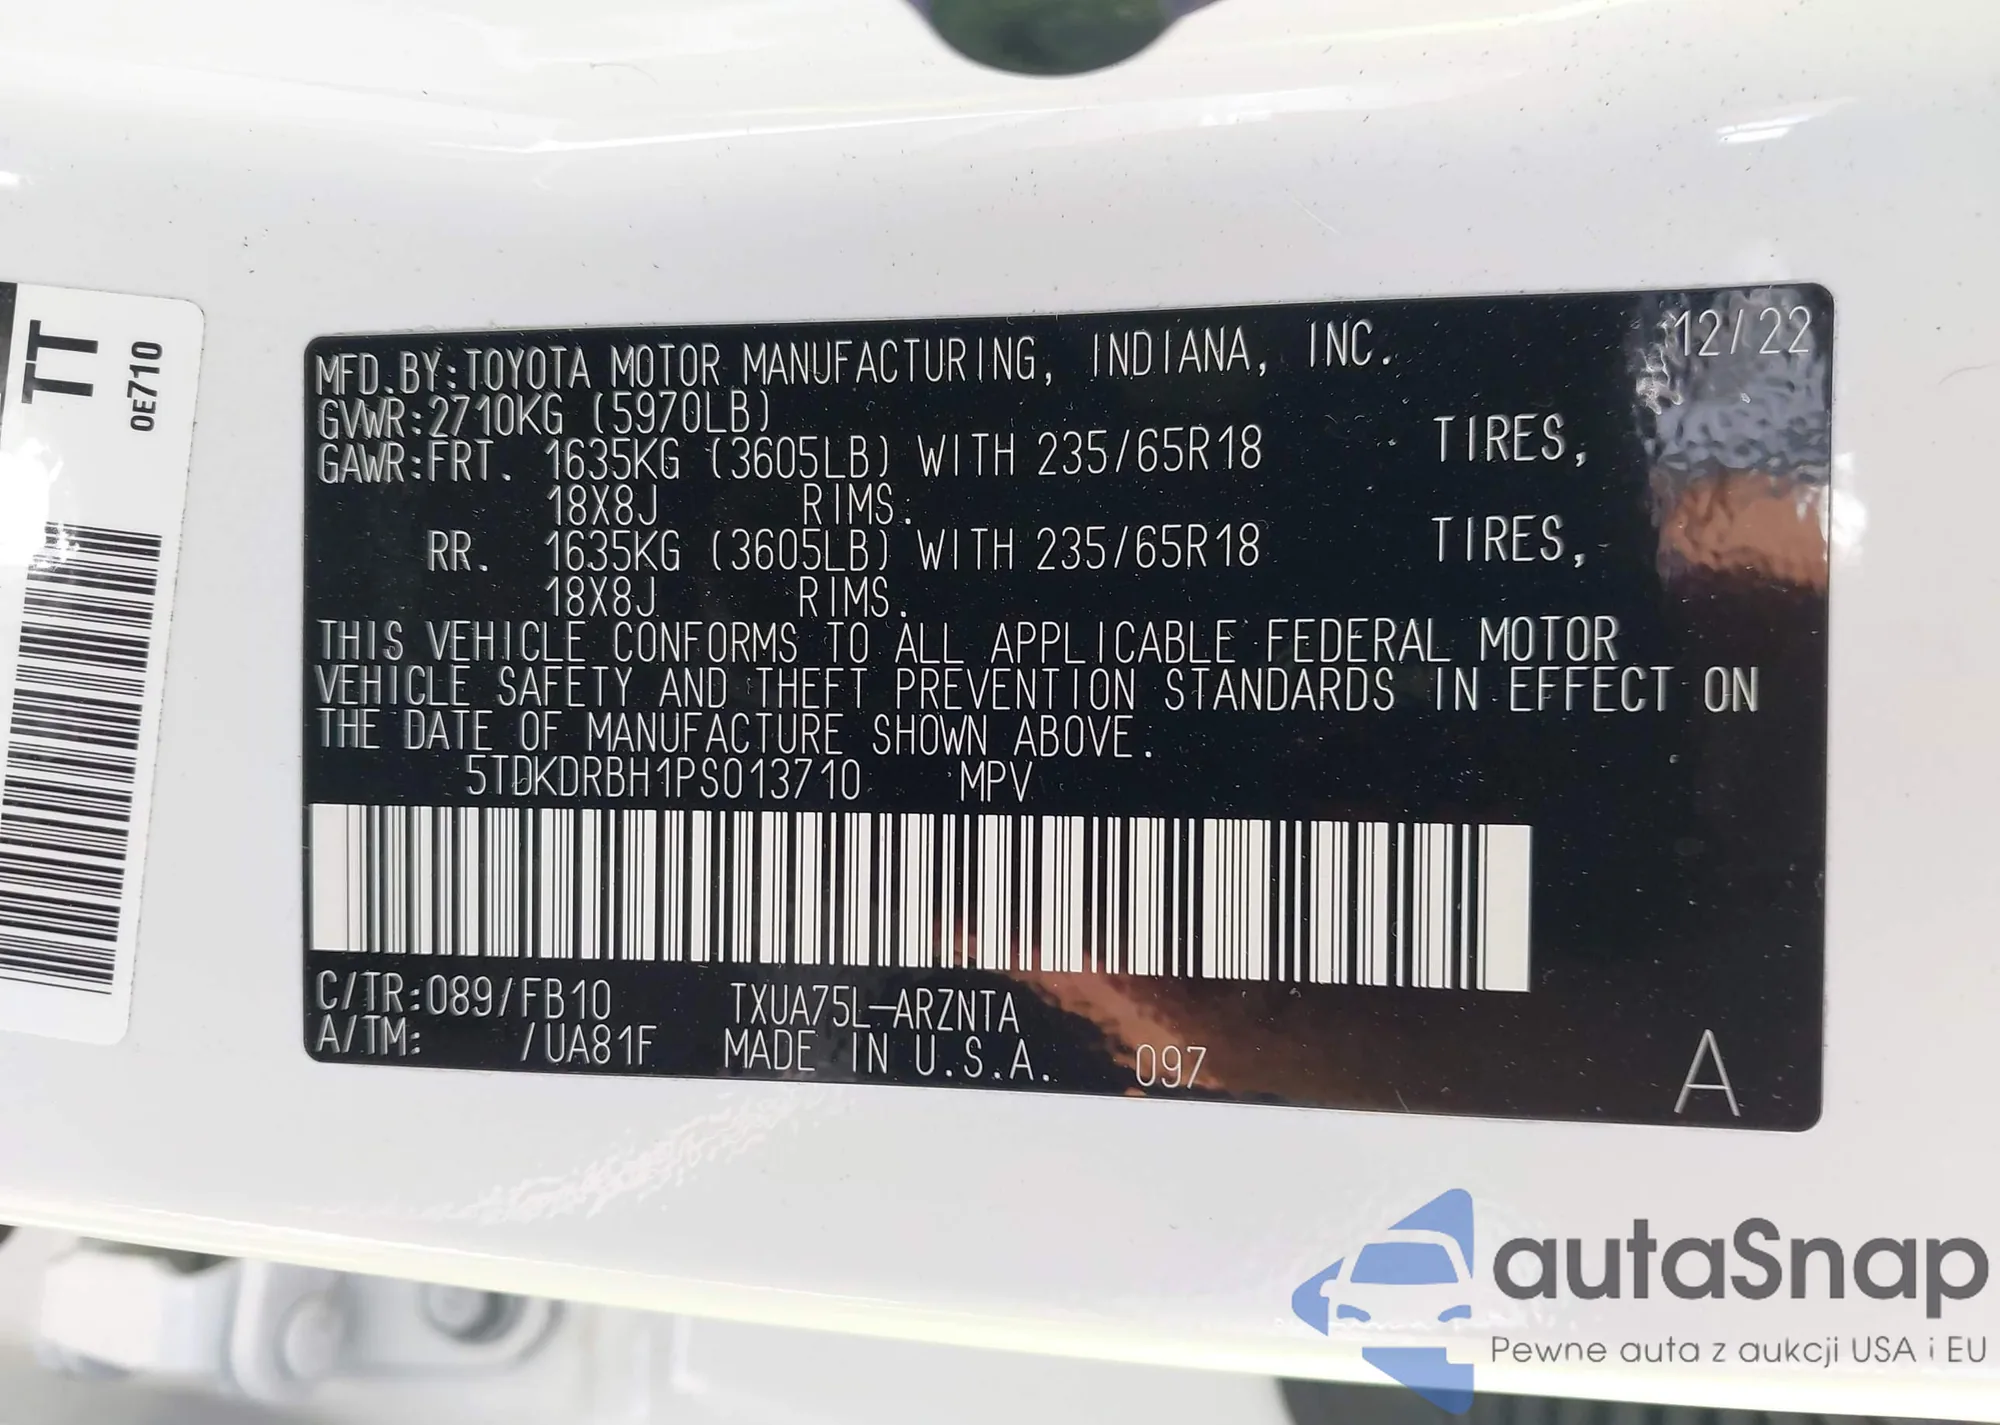 TT
0E710
12/22
MFD.BY:TOYOTA MOTOR MANUFACTURING, INDIANA, INC.
GVWR:2710KG (5970LB)
GAWR:FRT. 1635KG (3605LB) WITH 235/65R18 TIRES,
18X8J RIMS.
RR. 1635KG (3605LB) WITH 235/65R18 TIRES,
18X8J RIMS.
THIS VEHICLE CONFORMS TO ALL APPLICABLE FEDERAL MOTOR
VEHICLE SAFETY AND THEFT PREVENTION STANDARDS IN EFFECT ON
THE DATE OF MANUFACTURE SHOWN ABOVE.
5TDKDRBH1PS013710 MPV
C/TR:089/FB10 TXUA75L-ARZNTA
A/TM: /UA81F MADE IN U.S.A. 097
A
autaSnap
Pewne auta z aukcji USA i EU